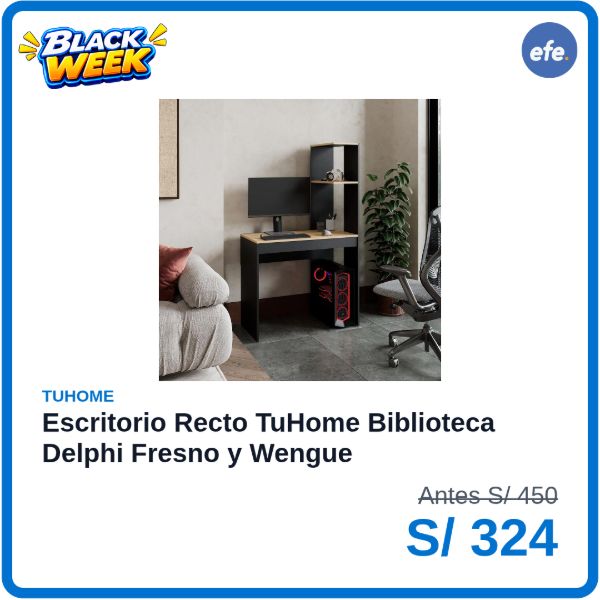 BLACK
WEEK
efe.
TUHOME
Escritorio Recto TuHome Biblioteca
Delphi Fresno y Wengue
Antes S/ 450
S/ 324